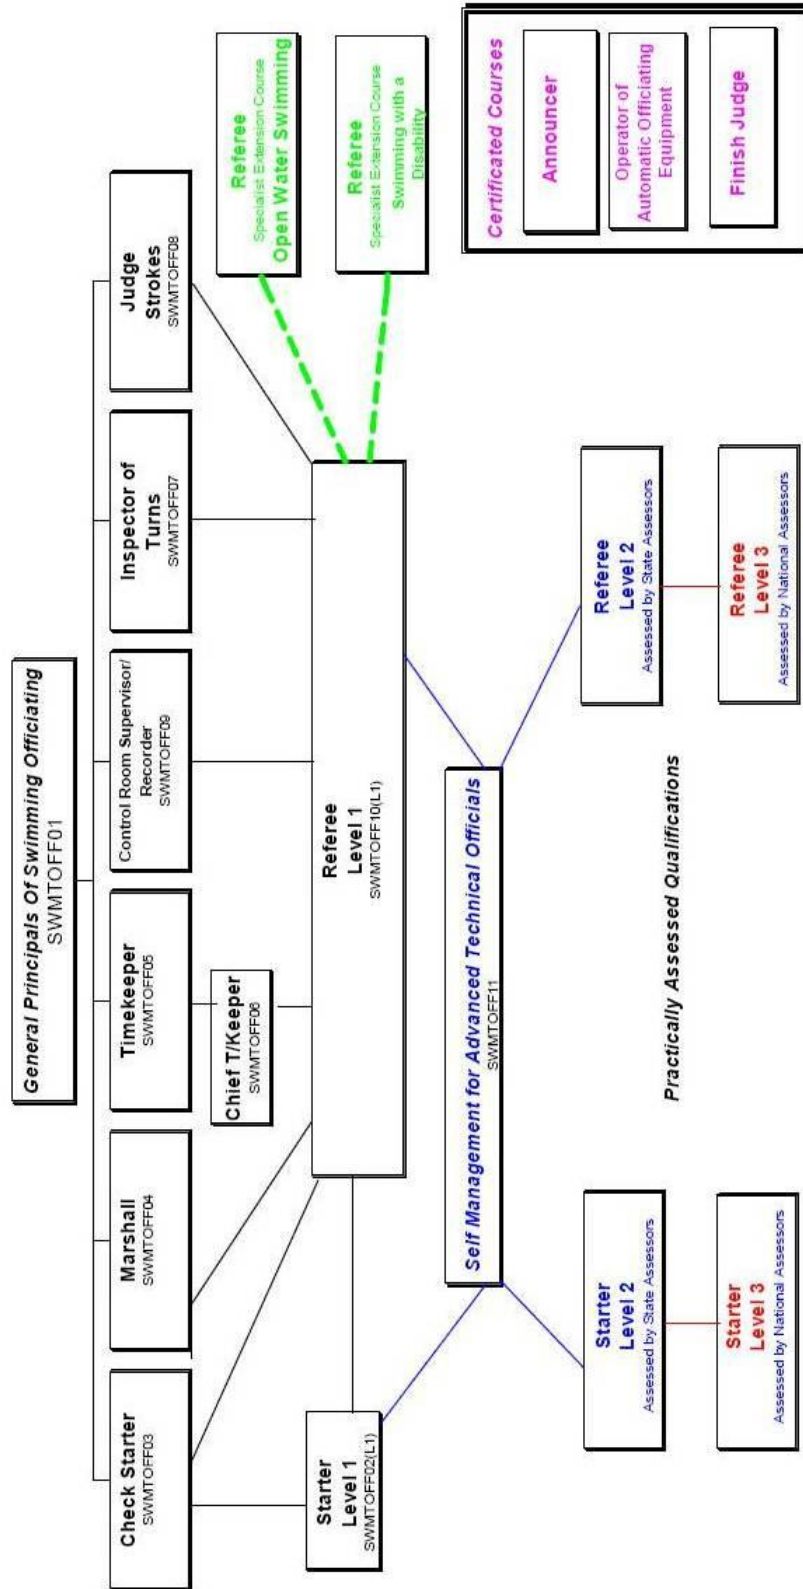 General Principals Of Swimming Officiating
SWMTOFF01
Check Starter
SWMTOFF03
Marshall
SWMTOFF04
Timekeeper
SWMTOFF05
Control Room Supervisor/
Recorder
SWMTOFF09
Inspector of
Turns
SWMTOFF07
Judge
Strokes
SWMTOFF08
Chief T/Keeper
SWMTOFF06
Starter
Level 1
SWMTOFF02(L1)
Referee
Level 1
SWMTOFF10(L1)
Referee
Specialist Extension Course
Open Water Swimming
Referee
Specialist Extension Course
Swimming with a
Disability
Self Management for Advanced Technical Officials
SWMTOFF11
Starter
Level 2
Assessed by State Assessors
Referee
Level 2
Assessed by State Assessors
Practically Assessed Qualifications
Starter
Level 3
Assessed by National Assessors
Referee
Level 3
Assessed by National Assessors
Certificated Courses
Announcer
Operator of
Automatic Officiating
Equipment
Finish Judge